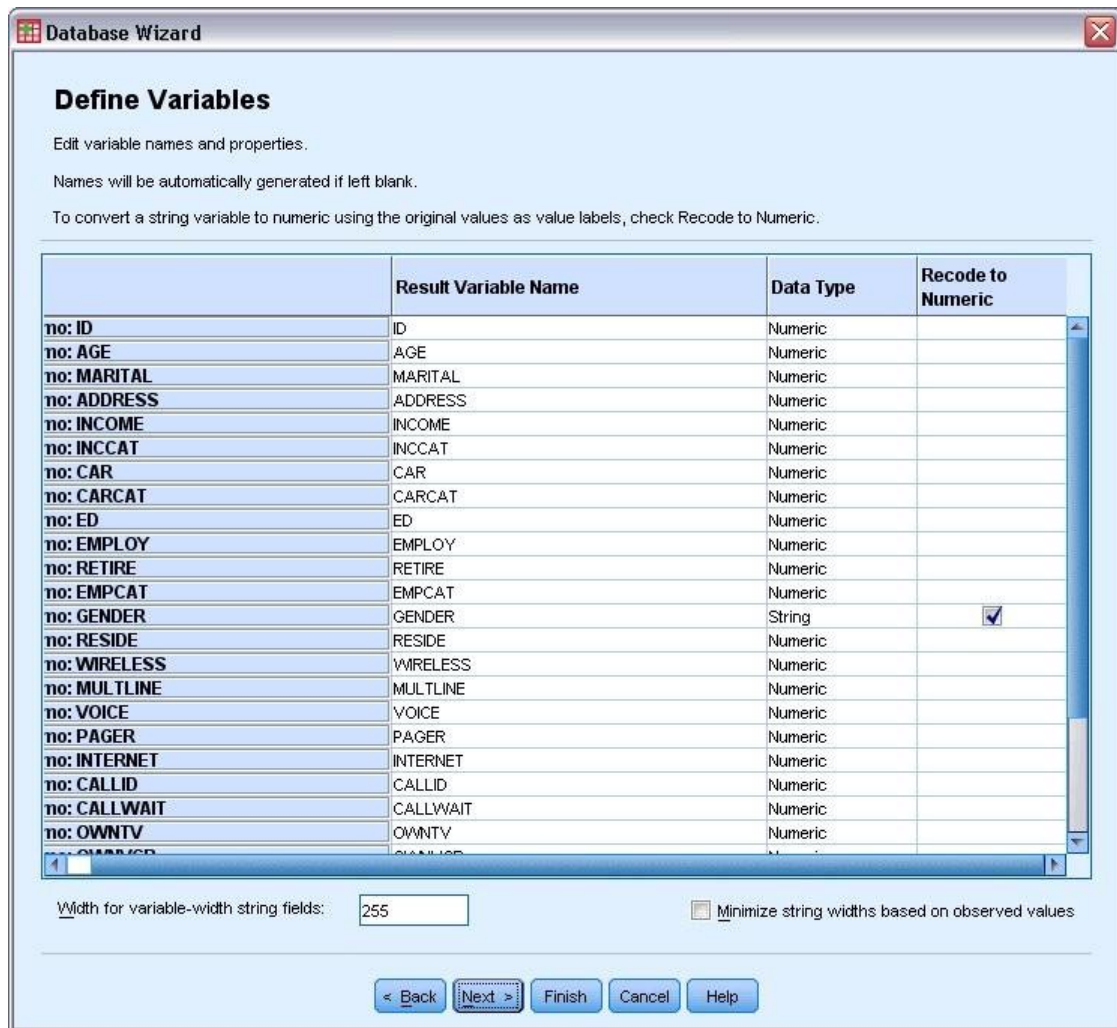 Database Wizard
Define Variables
Edit variable names and properties.
Names will be automatically generated if left blank.
To convert a string variable to numeric using the original values as value labels, check Recode to Numeric.
Result Variable Name Data Type Recode to Numeric
no: ID ID Numeric
no: AGE AGE Numeric
no: MARITAL MARITAL Numeric
no: ADDRESS ADDRESS Numeric
no: INCOME INCOME Numeric
no: INCCAT INCCAT Numeric
no: CAR CAR Numeric
no: CARCAT CARCAT Numeric
no: ED ED Numeric
no: EMPLOY EMPLOY Numeric
no: RETIRE RETIRE Numeric
no: EMPCAT EMPCAT Numeric
no: GENDER GENDER String
no: RESIDE RESIDE Numeric
no: WIRELESS WIRELESS Numeric
no: MULTLINE MULTLINE Numeric
no: VOICE VOICE Numeric
no: PAGER PAGER Numeric
no: INTERNET INTERNET Numeric
no: CALLID CALLID Numeric
no: CALLWAIT CALLWAIT Numeric
no: OWNTV OWNTV Numeric
Width for variable-width string fields: 255 Minimize string widths based on observed values
< Back Next > Finish Cancel Help